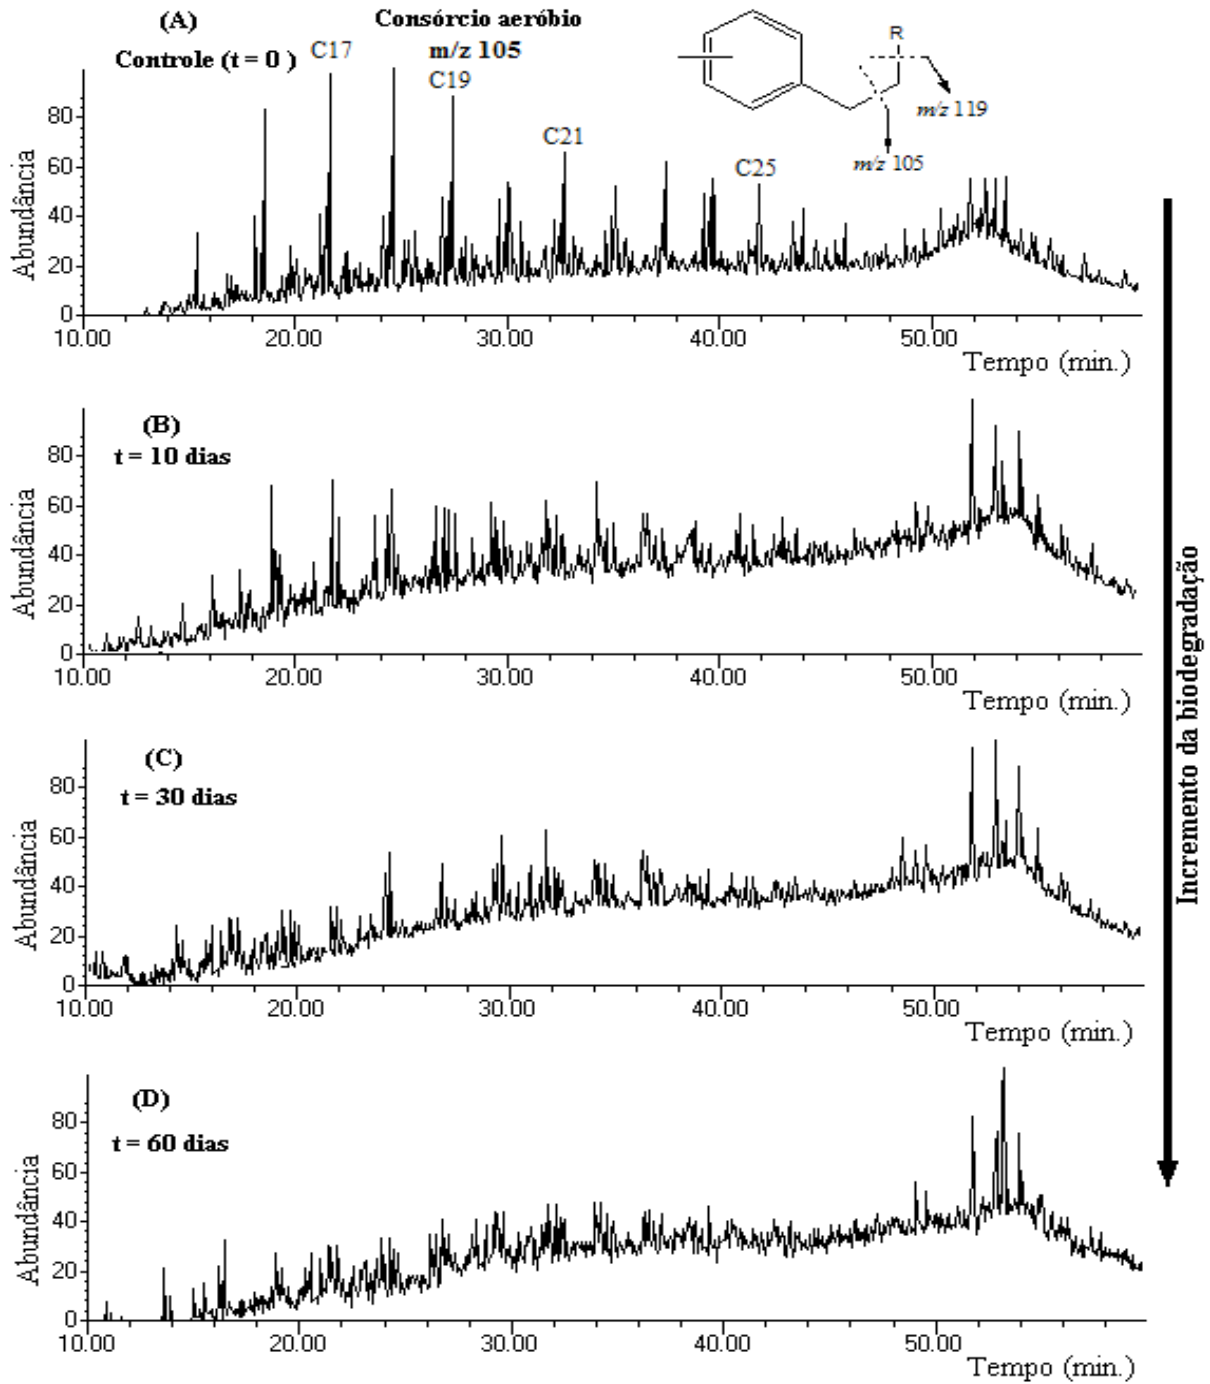 (A)
Controle (t = 0 )
Consórcio aeróbio
m/z 105
C17
C19
C21
C25
R
m/z 119
m/z 105
Abundância
80
60
40
20
0
10.00 20.00 30.00 40.00 50.00
Tempo (min.)
(B)
t = 10 dias
Abundância
80
60
40
20
0
10.00 20.00 30.00 40.00 50.00
Tempo (min.)
(C)
t = 30 dias
Abundância
80
60
40
20
0
10.00 20.00 30.00 40.00 50.00
Tempo (min.)
(D)
t = 60 dias
Abundância
80
60
40
20
0
10.00 20.00 30.00 40.00 50.00
Tempo (min.)
Incremento da biodegradação